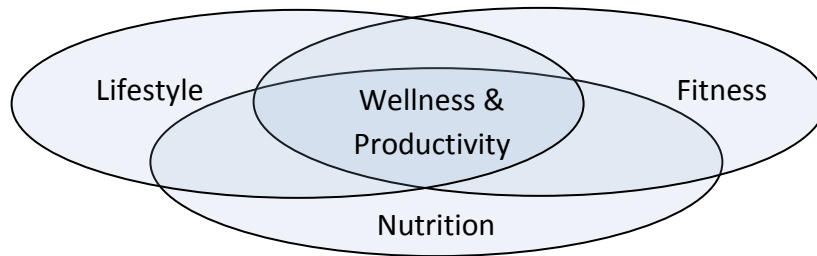 Lifestyle
Wellness &
Productivity
Fitness
Nutrition